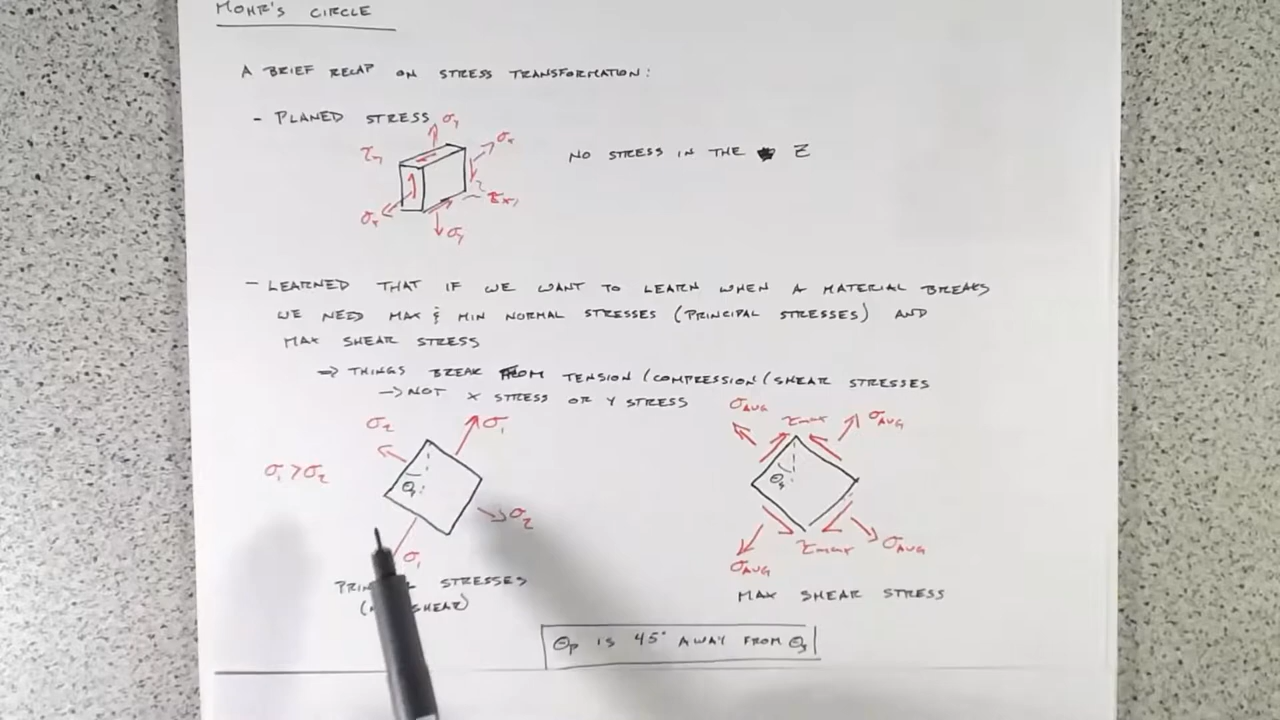 MOHR'S CIRCLE
A BRIEF RECAP ON STRESS TRANSFORMATION:
- PLANED STRESS
σy
σx
τxy
σx
σy
NO STRESS IN THE Z
- LEARNED THAT IF WE WANT TO LEARN WHEN A MATERIAL BREAKS
WE NEED MAX & MIN NORMAL STRESSES (PRINCIPAL STRESSES) AND
MAX SHEAR STRESS
⇒ THINGS BREAK FROM TENSION/COMPRESSION/SHEAR STRESSES
→ NOT X STRESS OR Y STRESS
σ2
σ1
σ1 > σ2
σ2
σ1
STRESSES
SHEAR)
σAVG
τmax
σAVG
θs
σAVG
τmax
σAVG
MAX SHEAR STRESS
θp IS 45° AWAY FROM θs